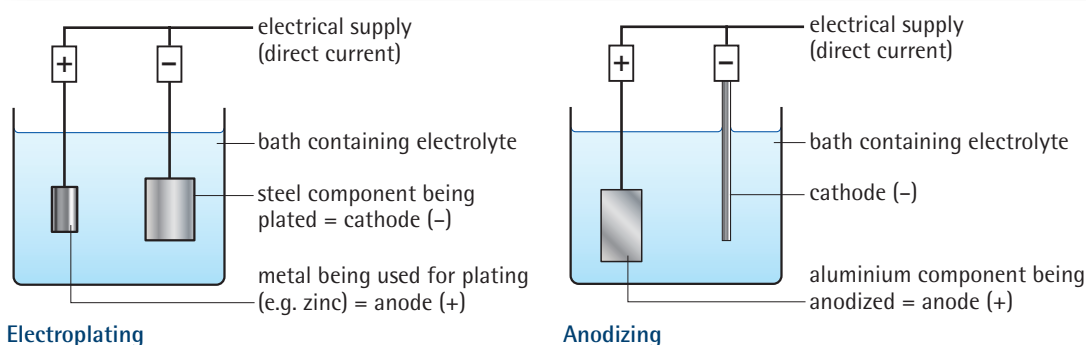 electrical supply
(direct current)
+
–
bath containing electrolyte
steel component being
plated = cathode (–)
metal being used for plating
(e.g. zinc) = anode (+)
Electroplating
electrical supply
(direct current)
+
–
bath containing electrolyte
cathode (–)
aluminium component being
anodized = anode (+)
Anodizing